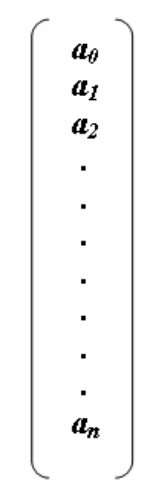 a₀
a₁
a₂
.
.
.
.
.
.
.
aₙ